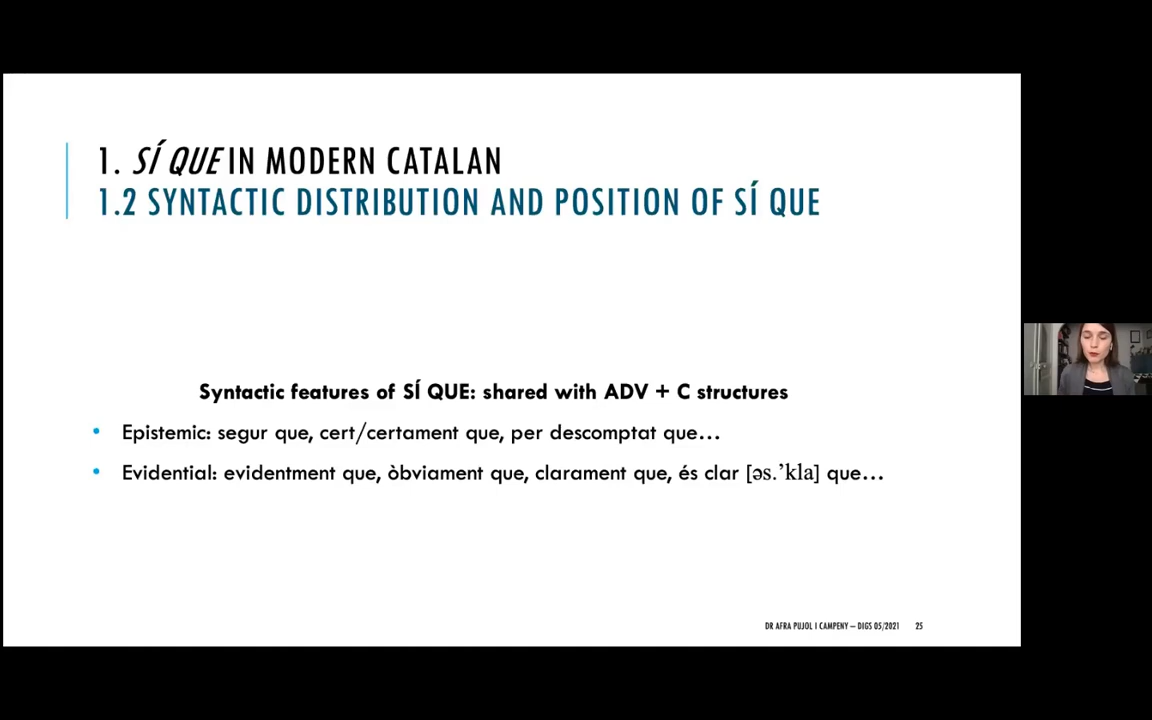 1. SÍ QUE IN MODERN CATALAN
1.2 SYNTACTIC DISTRIBUTION AND POSITION OF SÍ QUE
Syntactic features of SÍ QUE: shared with ADV + C structures
• Epistemic: segur que, cert/certament que, per descomptat que…
• Evidential: evidentment que, òbviament que, clarament que, és clar [əs.’kla] que…
DR AFRA PUJOL I CAMPENY – DIGS 05/2021 25